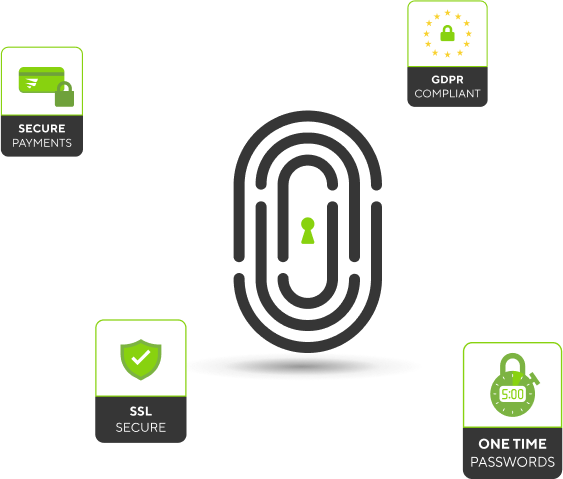 GDPR
COMPLIANT
SECURE
PAYMENTS
SSL
SECURE
5:00
ONE TIME
PASSWORDS